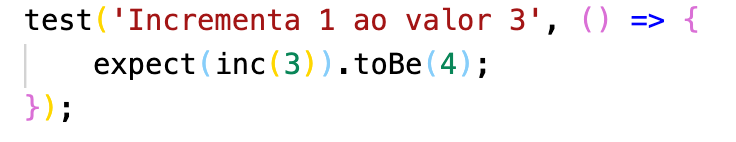 test('Incrementa 1 ao valor 3', () => {
    expect(inc(3)).toBe(4);
});